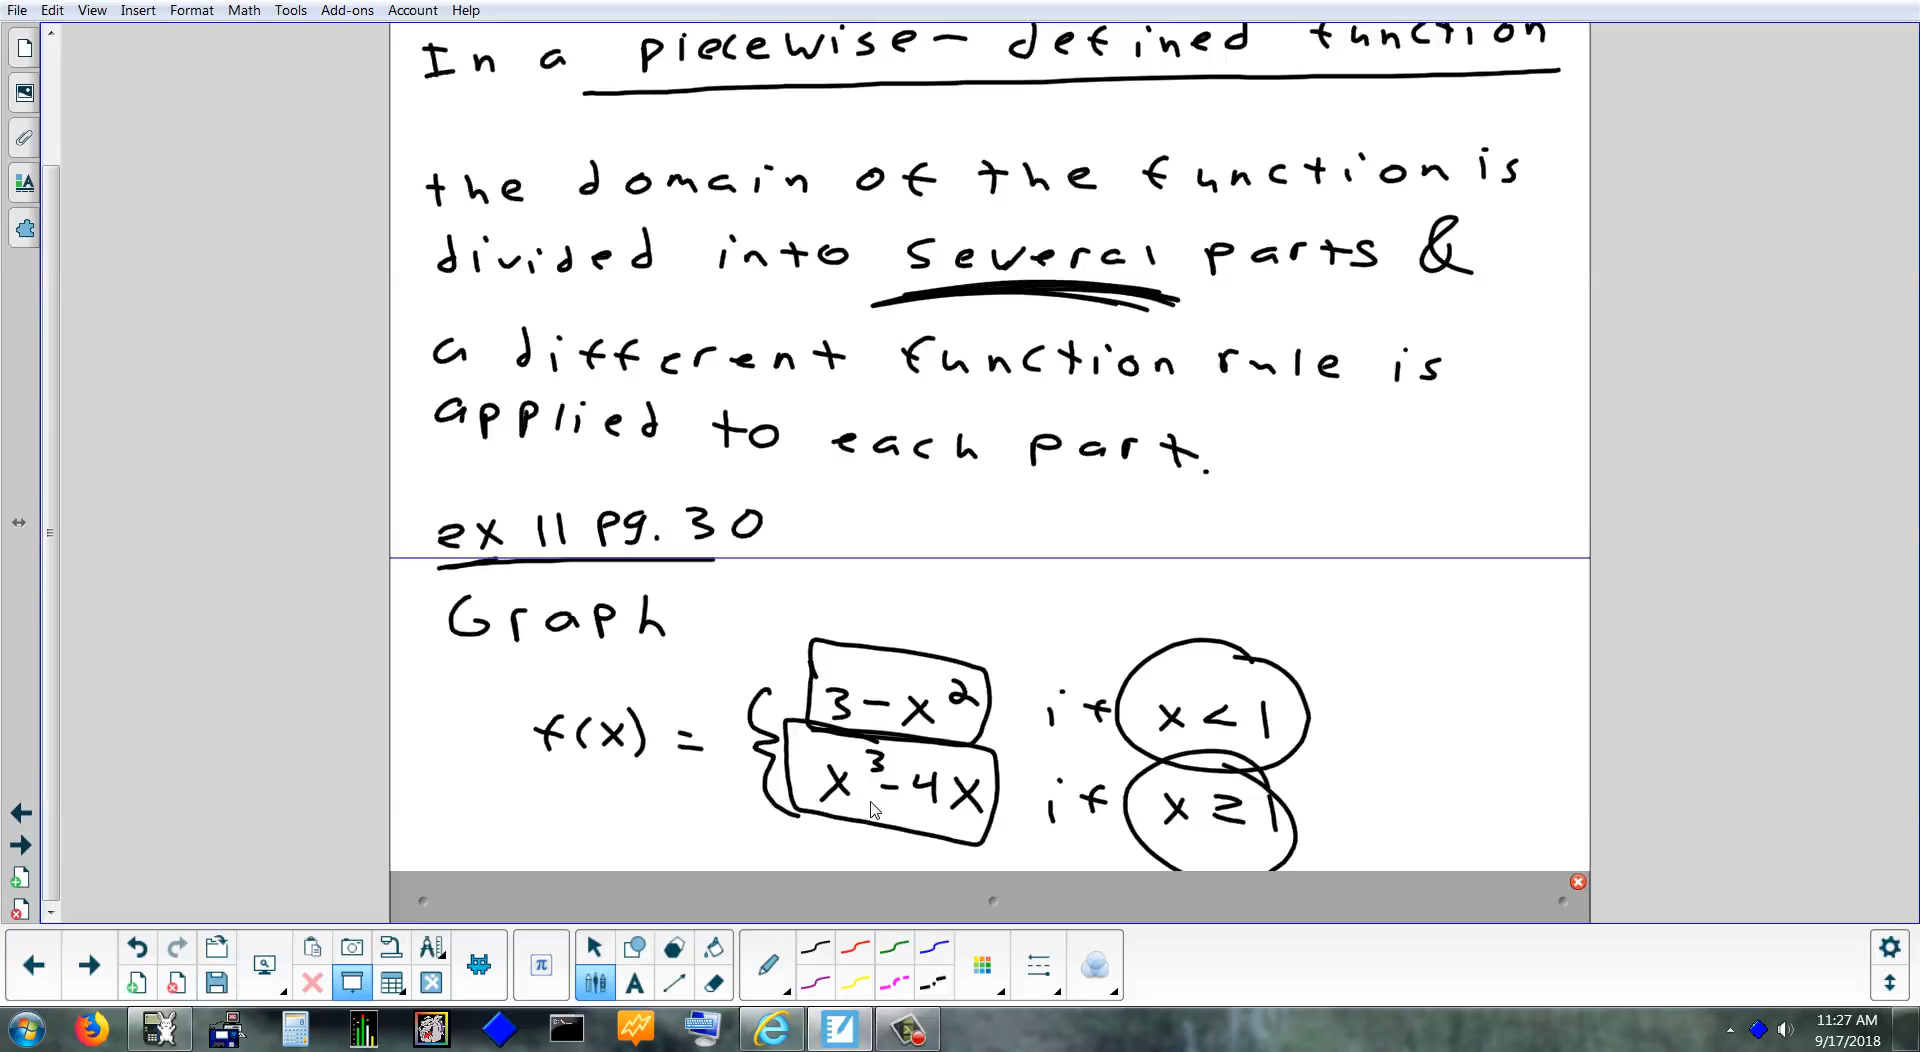 File Edit View Insert Format Math Tools Add-ons Account Help
In a piecewise-defined function
the domain of the function is
divided into several parts &
a different function rule is
applied to each part.
ex 11 pg. 30
Graph
f(x) = { 3 - x² if x < 1
x³ - 4x if x ≥ 1
11:27 AM
9/17/2018